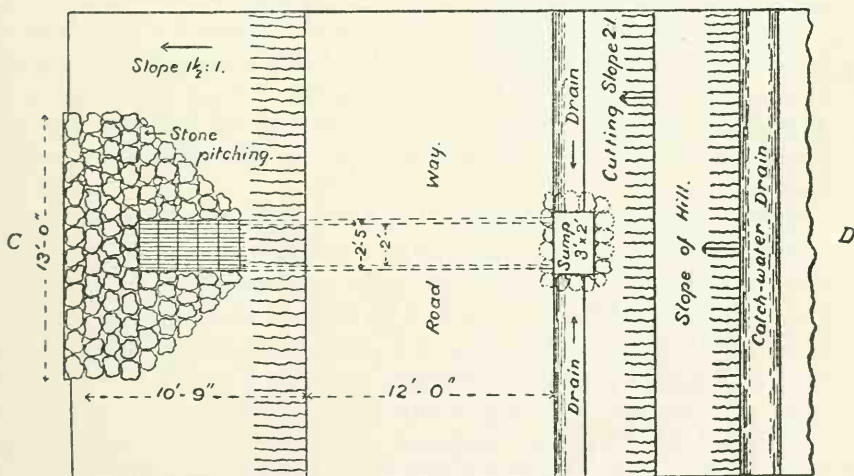 Slope 1½:1.
Stone
pitching.
C
13'-0"
10'-9"
Way.
Road
2'-5"
2'-
12'-0"
Drain
Sump
3'×2'
Drain
Cutting Slope 2:1.
Slope of Hill.
Catch-water Drain
D